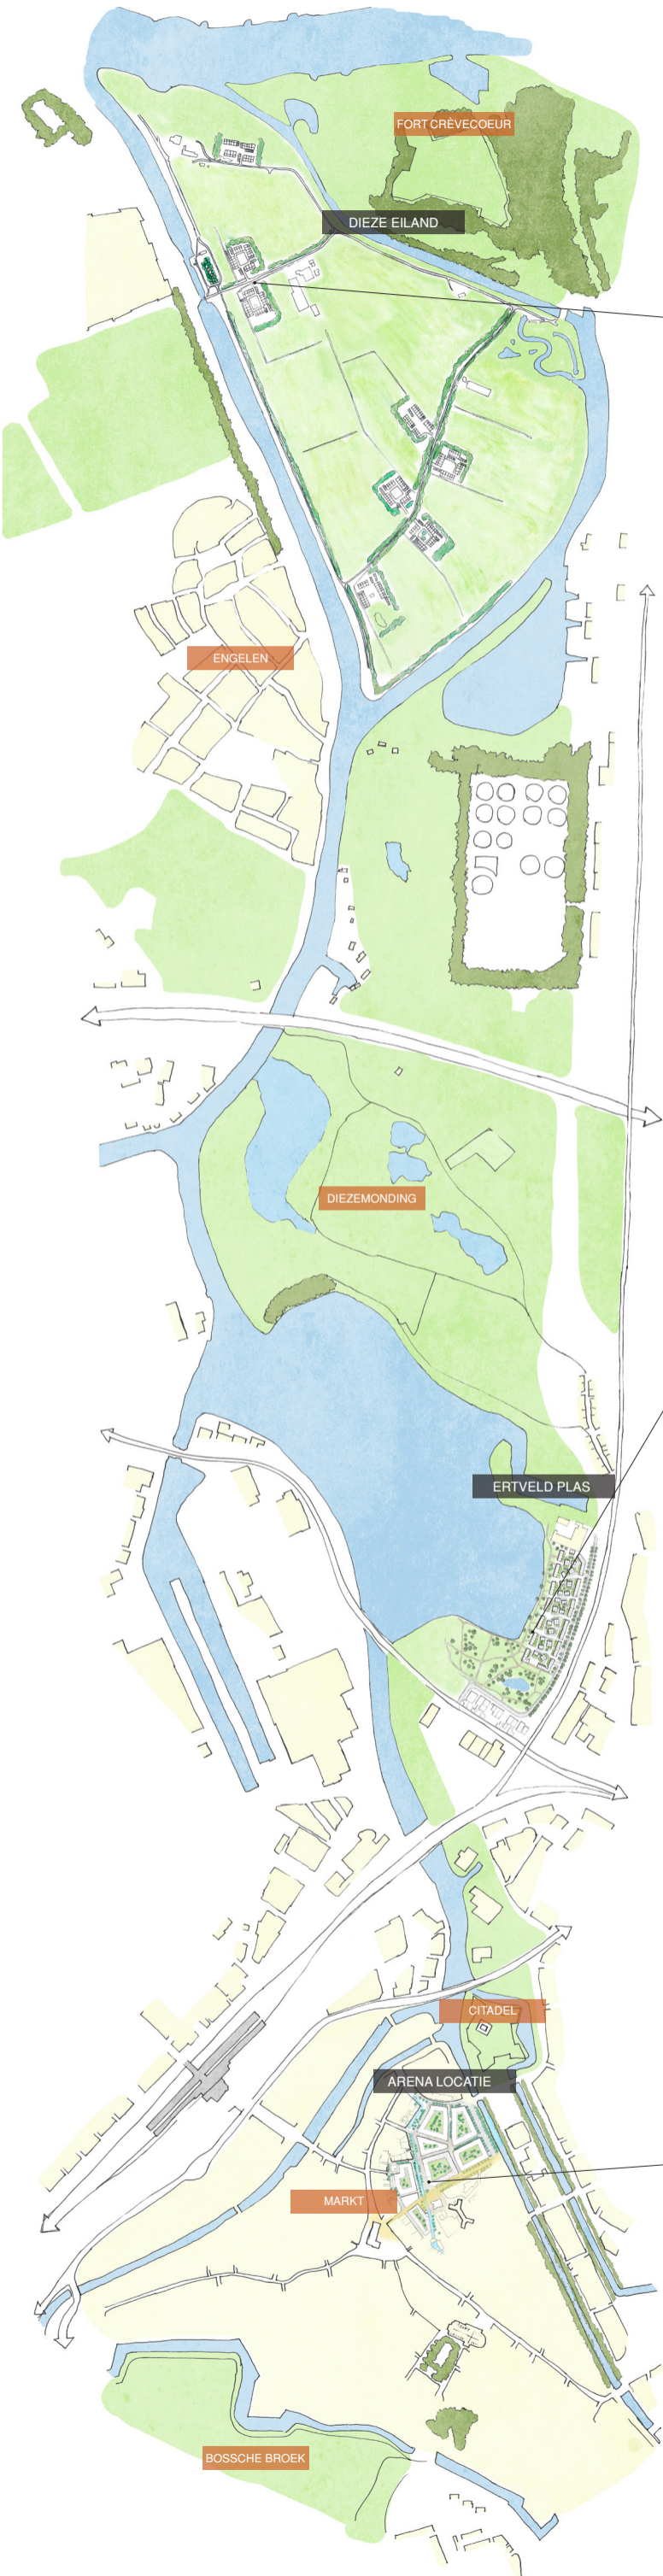 FORT CRÈVECOEUR
DIEZE EILAND
ENGELEN
DIEZEMONDING
ERTVELD PLAS
CITADEL
ARENA LOCATIE
MARKT
BOSSCHE BROEK